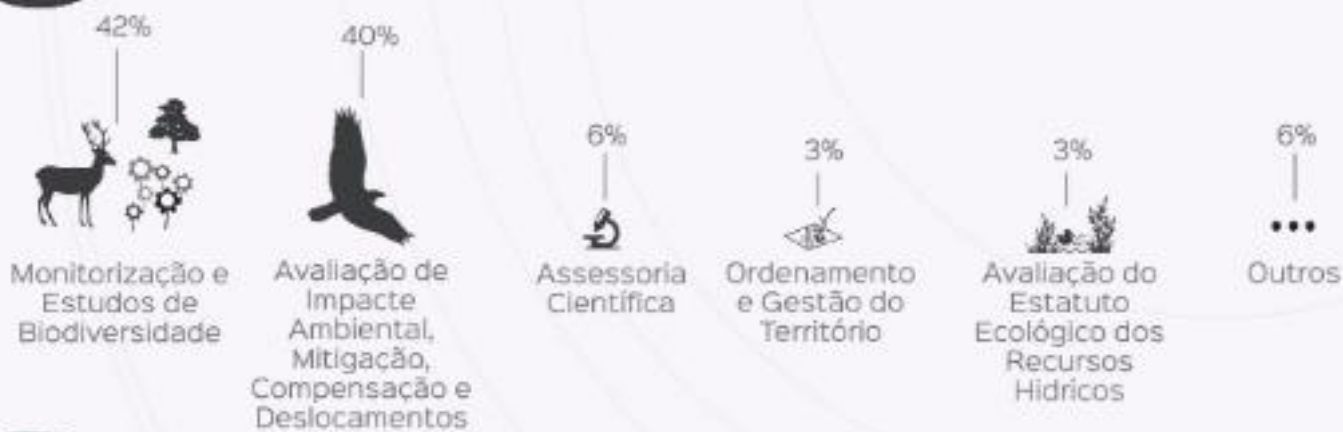 42%
40%
6%
3%
3%
6%
Monitorização e
Estudos de
Biodiversidade
Avaliação de
Impacte
Ambiental,
Mitigação,
Compensação e
Deslocamentos
Assessoria
Científica
Ordenamento
e Gestão do
Território
Avaliação do
Estatuto
Ecológico dos
Recursos
Hidricos
Outros